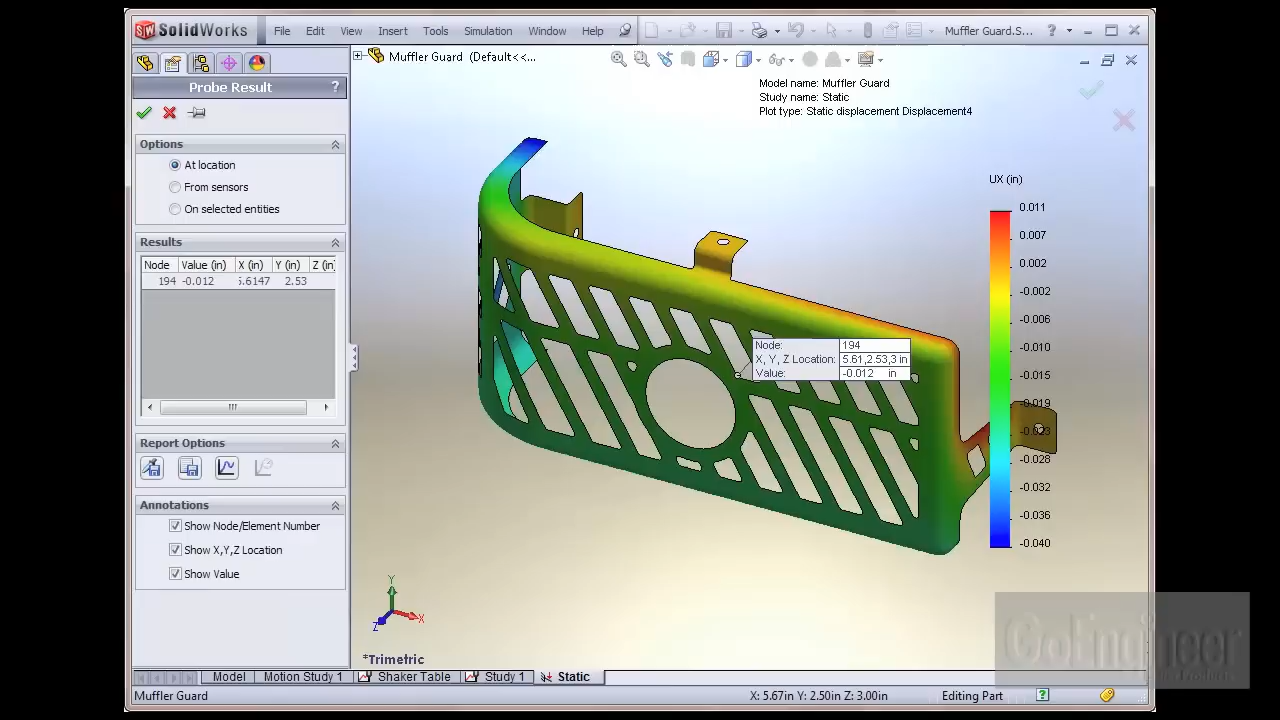 SolidWorks File Edit View Insert Tools Simulation Window Help Muffler Guard.S... ?
Muffler Guard (Default<<...
Probe Result ?
Model name: Muffler Guard
Study name: Static
Plot type: Static displacement Displacement4
Options
At location
From sensors
On selected entities
Results
Node Value (in) X (in) Y (in) Z (in)
194 -0.012 5.6147 2.53
Report Options
Annotations
Show Node/Element Number
Show X,Y,Z Location
Show Value
Node: 194
X, Y, Z Location: 5.61,2.53,3 in
Value: -0.012 in
UX (in)
0.011
0.007
0.002
-0.002
-0.006
-0.010
-0.015
-0.019
-0.023
-0.028
-0.032
-0.036
-0.040
Y
X
Z
*Trimetric
GoEngineer
Products
Model Motion Study 1 Shaker Table Study 1 Static
Muffler Guard X: 5.67in Y: 2.50in Z: 3.00in Editing Part ?